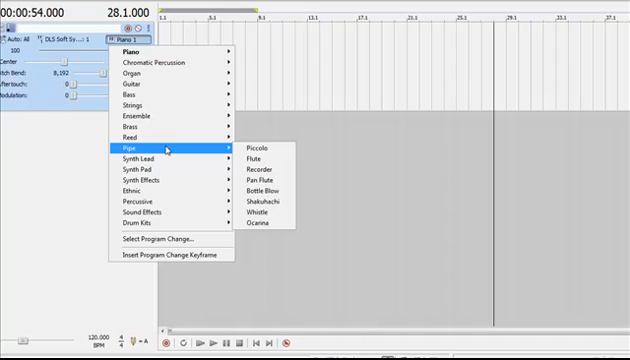 00:00:54.000 28.1.000
1.1 5.1 9.1 13.1 17.1 21.1 25.1 29.1 33.1 37.1
Auto: All DLS Soft Sy...: 1 Piano 1
100
Center
Pitch Bend: 8,192
Aftertouch: 0
Modulation: 0
Piano
Chromatic Percussion
Organ
Guitar
Bass
Strings
Ensemble
Brass
Reed
Pipe
Synth Lead
Synth Pad
Synth Effects
Ethnic
Percussive
Sound Effects
Drum Kits
Select Program Change...
Insert Program Change Keyframe
Piccolo
Flute
Recorder
Pan Flute
Bottle Blow
Shakuhachi
Whistle
Ocarina
120.000
BPM
4
4
= A